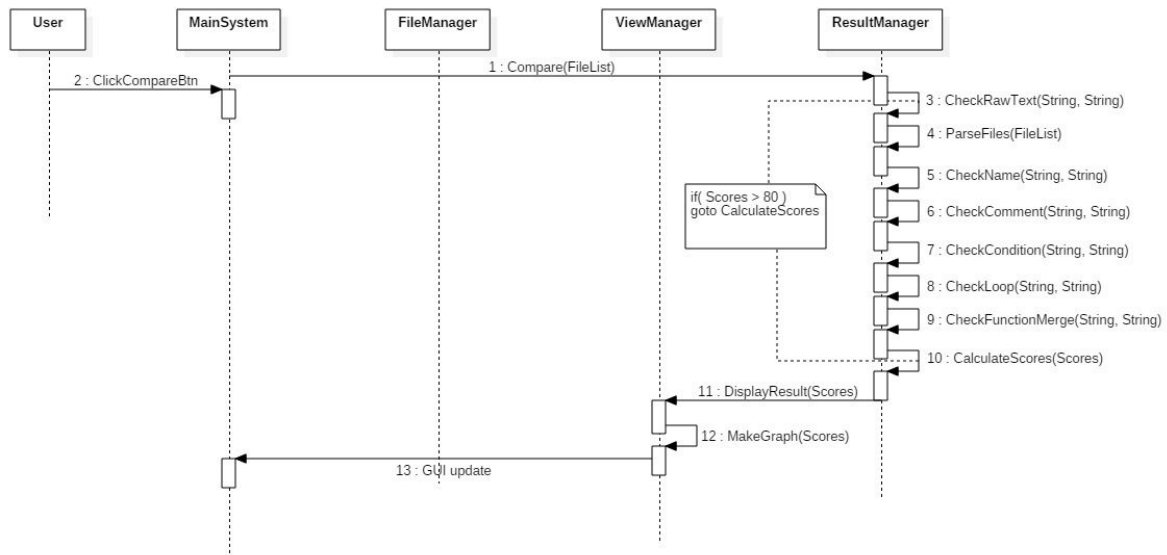 User
MainSystem
FileManager
ViewManager
ResultManager
1 : Compare(FileList)
2 : ClickCompareBtn
3 : CheckRawText(String, String)
4 : ParseFiles(FileList)
5 : CheckName(String, String)
if( Scores > 80 )
goto CalculateScores
6 : CheckComment(String, String)
7 : CheckCondition(String, String)
8 : CheckLoop(String, String)
9 : CheckFunctionMerge(String, String)
10 : CalculateScores(Scores)
11 : DisplayResult(Scores)
12 : MakeGraph(Scores)
13 : GUI update